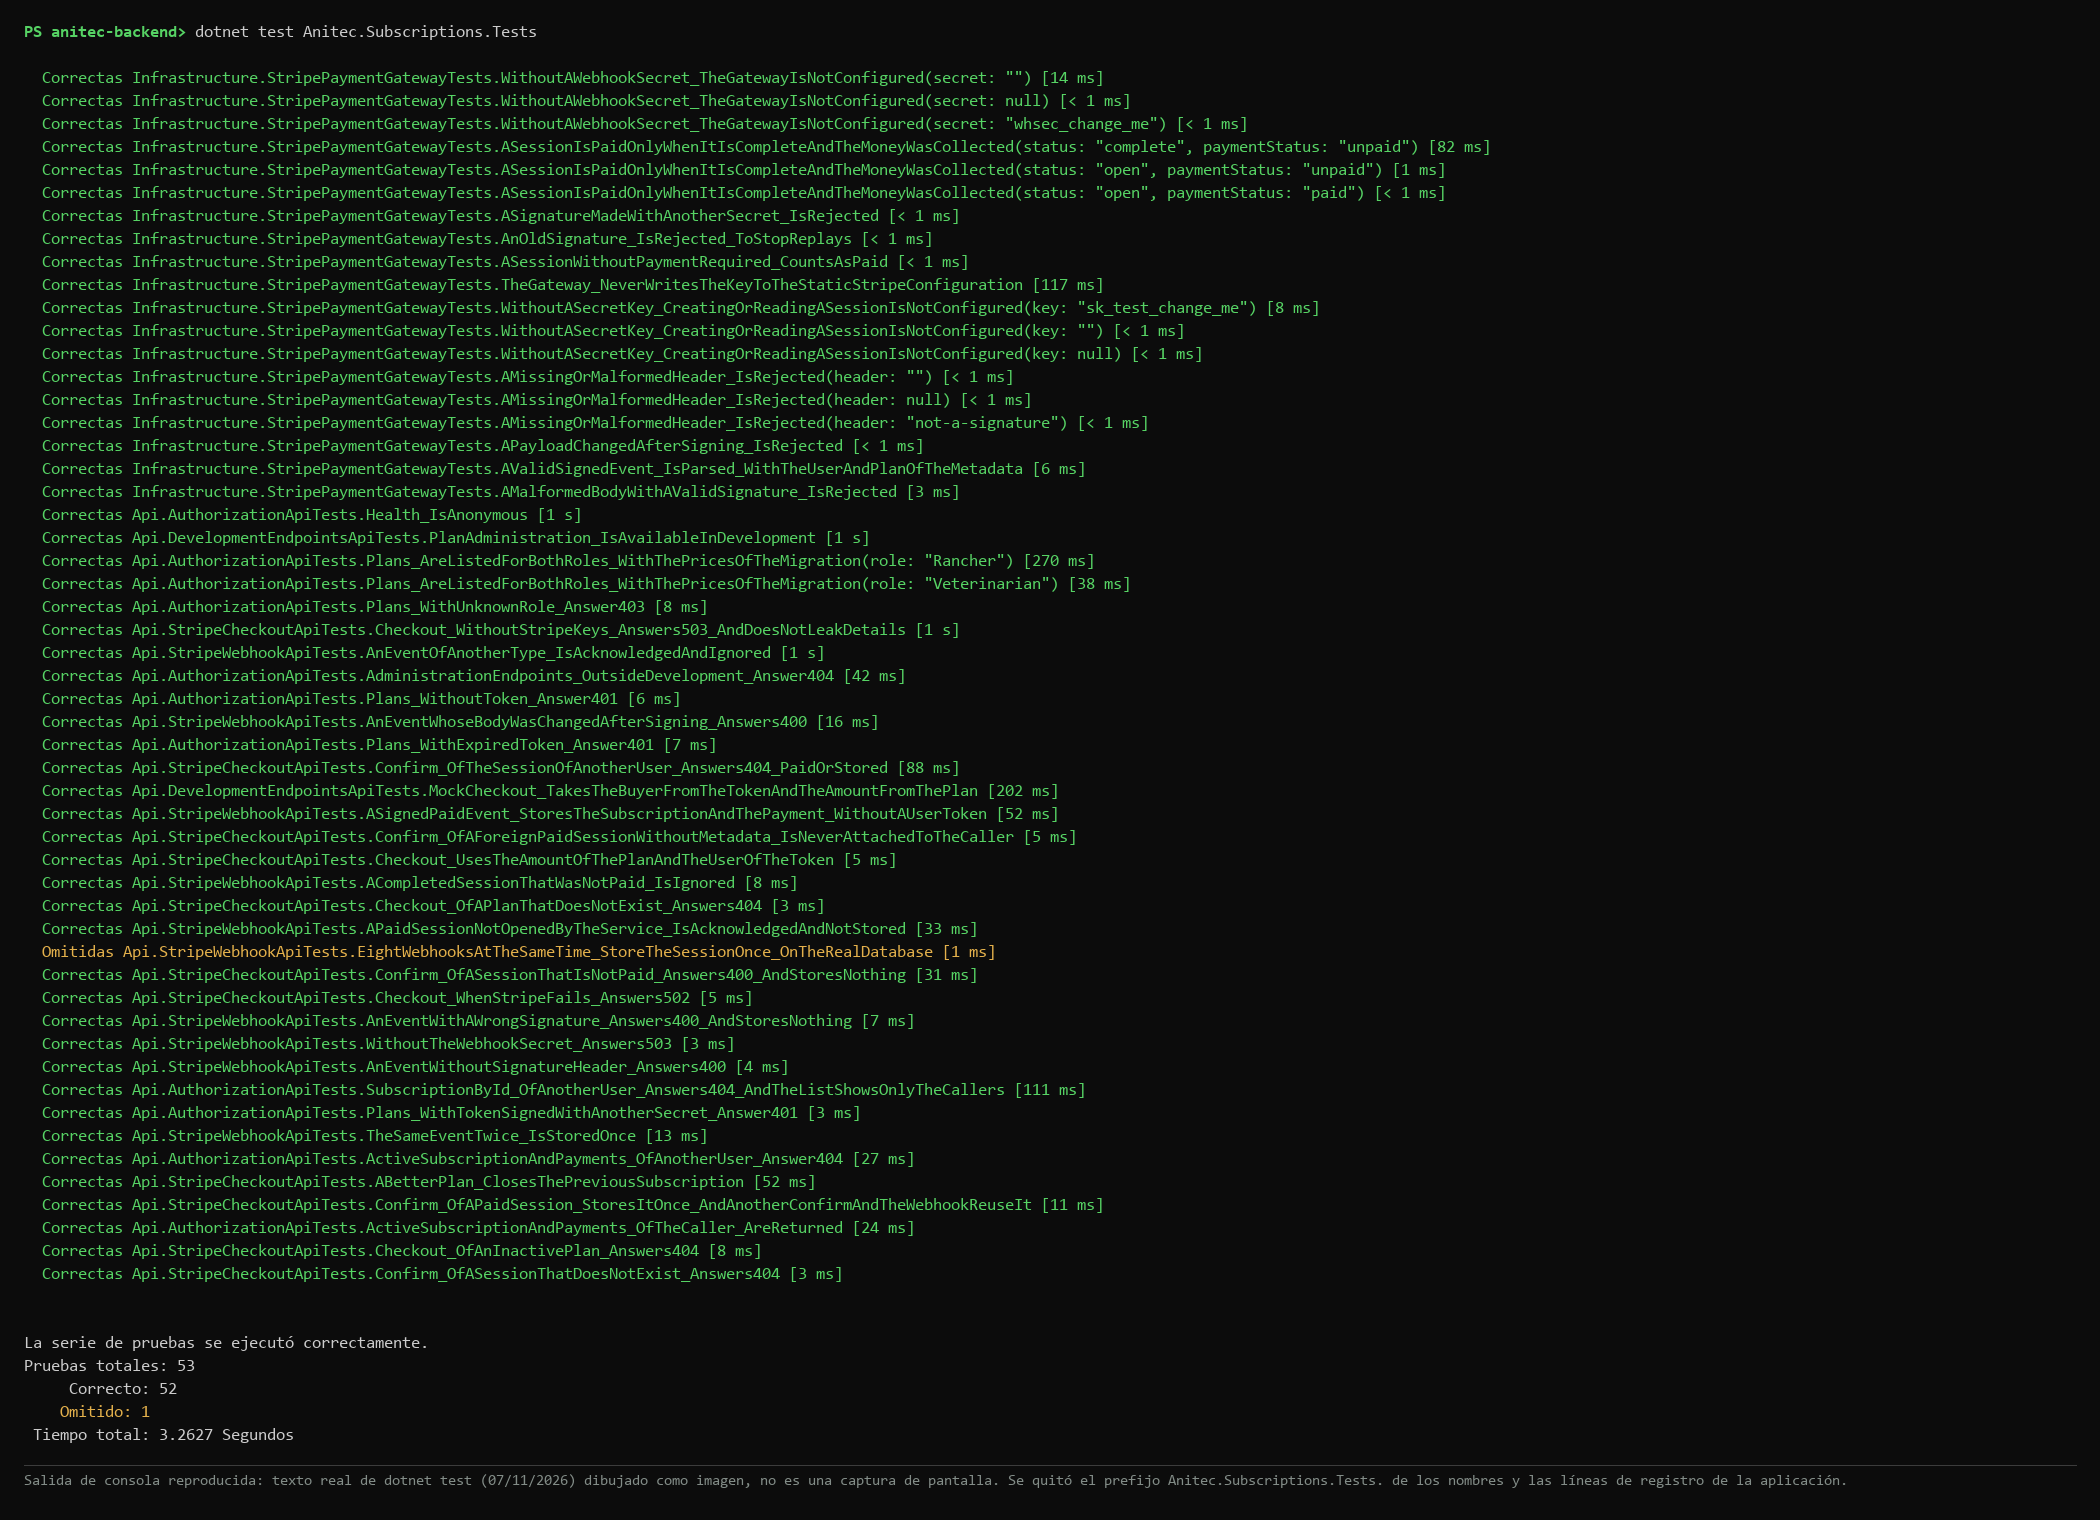 PS anitec-backend> dotnet test Anitec.Subscriptions.Tests
Correctas Infrastructure.StripePaymentGatewayTests.WithoutAWebhookSecret_TheGatewayIsNotConfigured(secret: "") [14 ms]
Correctas Infrastructure.StripePaymentGatewayTests.WithoutAWebhookSecret_TheGatewayIsNotConfigured(secret: null) [< 1 ms]
Correctas Infrastructure.StripePaymentGatewayTests.WithoutAWebhookSecret_TheGatewayIsNotConfigured(secret: "whsec_change_me") [< 1 ms]
Correctas Infrastructure.StripePaymentGatewayTests.ASessionIsPaidOnlyWhenItIsCompleteAndTheMoneyWasCollected(status: "complete", paymentStatus: "unpaid") [82 ms]
Correctas Infrastructure.StripePaymentGatewayTests.ASessionIsPaidOnlyWhenItIsCompleteAndTheMoneyWasCollected(status: "open", paymentStatus: "unpaid") [1 ms]
Correctas Infrastructure.StripePaymentGatewayTests.ASessionIsPaidOnlyWhenItIsCompleteAndTheMoneyWasCollected(status: "open", paymentStatus: "paid") [< 1 ms]
Correctas Infrastructure.StripePaymentGatewayTests.ASignatureMadeWithAnotherSecret_IsRejected [< 1 ms]
Correctas Infrastructure.StripePaymentGatewayTests.AnOldSignature_IsRejected_ToStopReplays [< 1 ms]
Correctas Infrastructure.StripePaymentGatewayTests.ASessionWithoutPaymentRequired_CountsAsPaid [< 1 ms]
Correctas Infrastructure.StripePaymentGatewayTests.TheGateway_NeverWritesTheKeyToTheStaticStripeConfiguration [117 ms]
Correctas Infrastructure.StripePaymentGatewayTests.WithoutASecretKey_CreatingOrReadingASessionIsNotConfigured(key: "sk_test_change_me") [8 ms]
Correctas Infrastructure.StripePaymentGatewayTests.WithoutASecretKey_CreatingOrReadingASessionIsNotConfigured(key: "") [< 1 ms]
Correctas Infrastructure.StripePaymentGatewayTests.WithoutASecretKey_CreatingOrReadingASessionIsNotConfigured(key: null) [< 1 ms]
Correctas Infrastructure.StripePaymentGatewayTests.AMissingOrMalformedHeader_IsRejected(header: "") [< 1 ms]
Correctas Infrastructure.StripePaymentGatewayTests.AMissingOrMalformedHeader_IsRejected(header: null) [< 1 ms]
Correctas Infrastructure.StripePaymentGatewayTests.AMissingOrMalformedHeader_IsRejected(header: "not-a-signature") [< 1 ms]
Correctas Infrastructure.StripePaymentGatewayTests.APayloadChangedAfterSigning_IsRejected [< 1 ms]
Correctas Infrastructure.StripePaymentGatewayTests.AValidSignedEvent_IsParsed_WithTheUserAndPlanOfTheMetadata [6 ms]
Correctas Infrastructure.StripePaymentGatewayTests.AMalformedBodyWithAValidSignature_IsRejected [3 ms]
Correctas Api.AuthorizationApiTests.Health_IsAnonymous [1 s]
Correctas Api.DevelopmentEndpointsApiTests.PlanAdministration_IsAvailableInDevelopment [1 s]
Correctas Api.AuthorizationApiTests.Plans_AreListedForBothRoles_WithThePricesOfTheMigration(role: "Rancher") [270 ms]
Correctas Api.AuthorizationApiTests.Plans_AreListedForBothRoles_WithThePricesOfTheMigration(role: "Veterinarian") [38 ms]
Correctas Api.AuthorizationApiTests.Plans_WithUnknownRole_Answer403 [8 ms]
Correctas Api.StripeCheckoutApiTests.Checkout_WithoutStripeKeys_Answers503_AndDoesNotLeakDetails [1 s]
Correctas Api.StripeWebhookApiTests.AnEventOfAnotherType_IsAcknowledgedAndIgnored [1 s]
Correctas Api.AuthorizationApiTests.AdministrationEndpoints_OutsideDevelopment_Answer404 [42 ms]
Correctas Api.AuthorizationApiTests.Plans_WithoutToken_Answer401 [6 ms]
Correctas Api.StripeWebhookApiTests.AnEventWhoseBodyWasChangedAfterSigning_Answers400 [16 ms]
Correctas Api.AuthorizationApiTests.Plans_WithExpiredToken_Answer401 [7 ms]
Correctas Api.StripeCheckoutApiTests.Confirm_OfTheSessionOfAnotherUser_Answers404_PaidOrStored [88 ms]
Correctas Api.DevelopmentEndpointsApiTests.MockCheckout_TakesTheBuyerFromTheTokenAndTheAmountFromThePlan [202 ms]
Correctas Api.StripeWebhookApiTests.ASignedPaidEvent_StoresTheSubscriptionAndThePayment_WithoutAUserToken [52 ms]
Correctas Api.StripeCheckoutApiTests.Confirm_OfAForeignPaidSessionWithoutMetadata_IsNeverAttachedToTheCaller [5 ms]
Correctas Api.StripeCheckoutApiTests.Checkout_UsesTheAmountOfThePlanAndTheUserOfTheToken [5 ms]
Correctas Api.StripeWebhookApiTests.ACompletedSessionThatWasNotPaid_IsIgnored [8 ms]
Correctas Api.StripeCheckoutApiTests.Checkout_OfAPlanThatDoesNotExist_Answers404 [3 ms]
Correctas Api.StripeWebhookApiTests.APaidSessionNotOpenedByTheService_IsAcknowledgedAndNotStored [33 ms]
Omitidas Api.StripeWebhookApiTests.EightWebhooksAtTheSameTime_StoreTheSessionOnce_OnTheRealDatabase [1 ms]
Correctas Api.StripeCheckoutApiTests.Confirm_OfASessionThatIsNotPaid_Answers400_AndStoresNothing [31 ms]
Correctas Api.StripeCheckoutApiTests.Checkout_WhenStripeFails_Answers502 [5 ms]
Correctas Api.StripeWebhookApiTests.AnEventWithAWrongSignature_Answers400_AndStoresNothing [7 ms]
Correctas Api.StripeWebhookApiTests.WithoutTheWebhookSecret_Answers503 [3 ms]
Correctas Api.StripeWebhookApiTests.AnEventWithoutSignatureHeader_Answers400 [4 ms]
Correctas Api.AuthorizationApiTests.SubscriptionById_OfAnotherUser_Answers404_AndTheListShowsOnlyTheCallers [111 ms]
Correctas Api.AuthorizationApiTests.Plans_WithTokenSignedWithAnotherSecret_Answer401 [3 ms]
Correctas Api.StripeWebhookApiTests.TheSameEventTwice_IsStoredOnce [13 ms]
Correctas Api.AuthorizationApiTests.ActiveSubscriptionAndPayments_OfAnotherUser_Answer404 [27 ms]
Correctas Api.StripeCheckoutApiTests.ABetterPlan_ClosesThePreviousSubscription [52 ms]
Correctas Api.StripeCheckoutApiTests.Confirm_OfAPaidSession_StoresItOnce_AndAnotherConfirmAndTheWebhookReuseIt [11 ms]
Correctas Api.AuthorizationApiTests.ActiveSubscriptionAndPayments_OfTheCaller_AreReturned [24 ms]
Correctas Api.StripeCheckoutApiTests.Checkout_OfAnInactivePlan_Answers404 [8 ms]
Correctas Api.StripeCheckoutApiTests.Confirm_OfASessionThatDoesNotExist_Answers404 [3 ms]
La serie de pruebas se ejecutó correctamente.
Pruebas totales: 53
Correcto: 52
Omitido: 1
Tiempo total: 3.2627 Segundos
Salida de consola reproducida: texto real de dotnet test (07/11/2026) dibujado como imagen, no es una captura de pantalla. Se quitó el prefijo Anitec.Subscriptions.Tests. de los nombres y las líneas de registro de la aplicación.